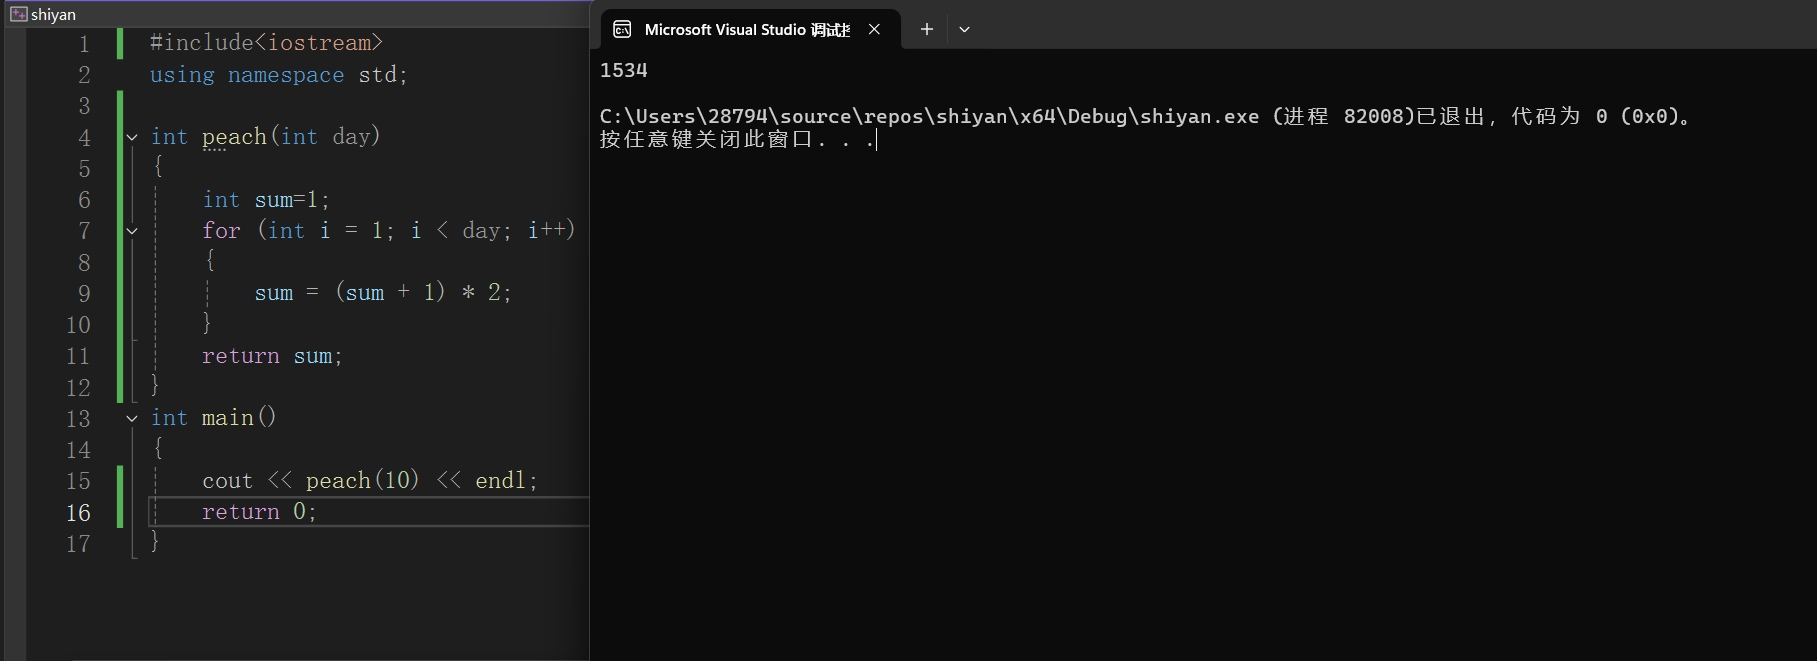 shiyan
1 #include<iostream>
2 using namespace std;
3
4 int peach(int day)
5 {
6 int sum=1;
7 for (int i = 1; i < day; i++)
8 {
9 sum = (sum + 1) * 2;
10 }
11 return sum;
12 }
13 int main()
14 {
15 cout << peach(10) << endl;
16 return 0;
17 }
Microsoft Visual Studio 调试
1534
C:\Users\28794\source\repos\shiyan\x64\Debug\shiyan.exe (进程 82008)已退出，代码为 0 (0x0)。
按任意键关闭此窗口. . .